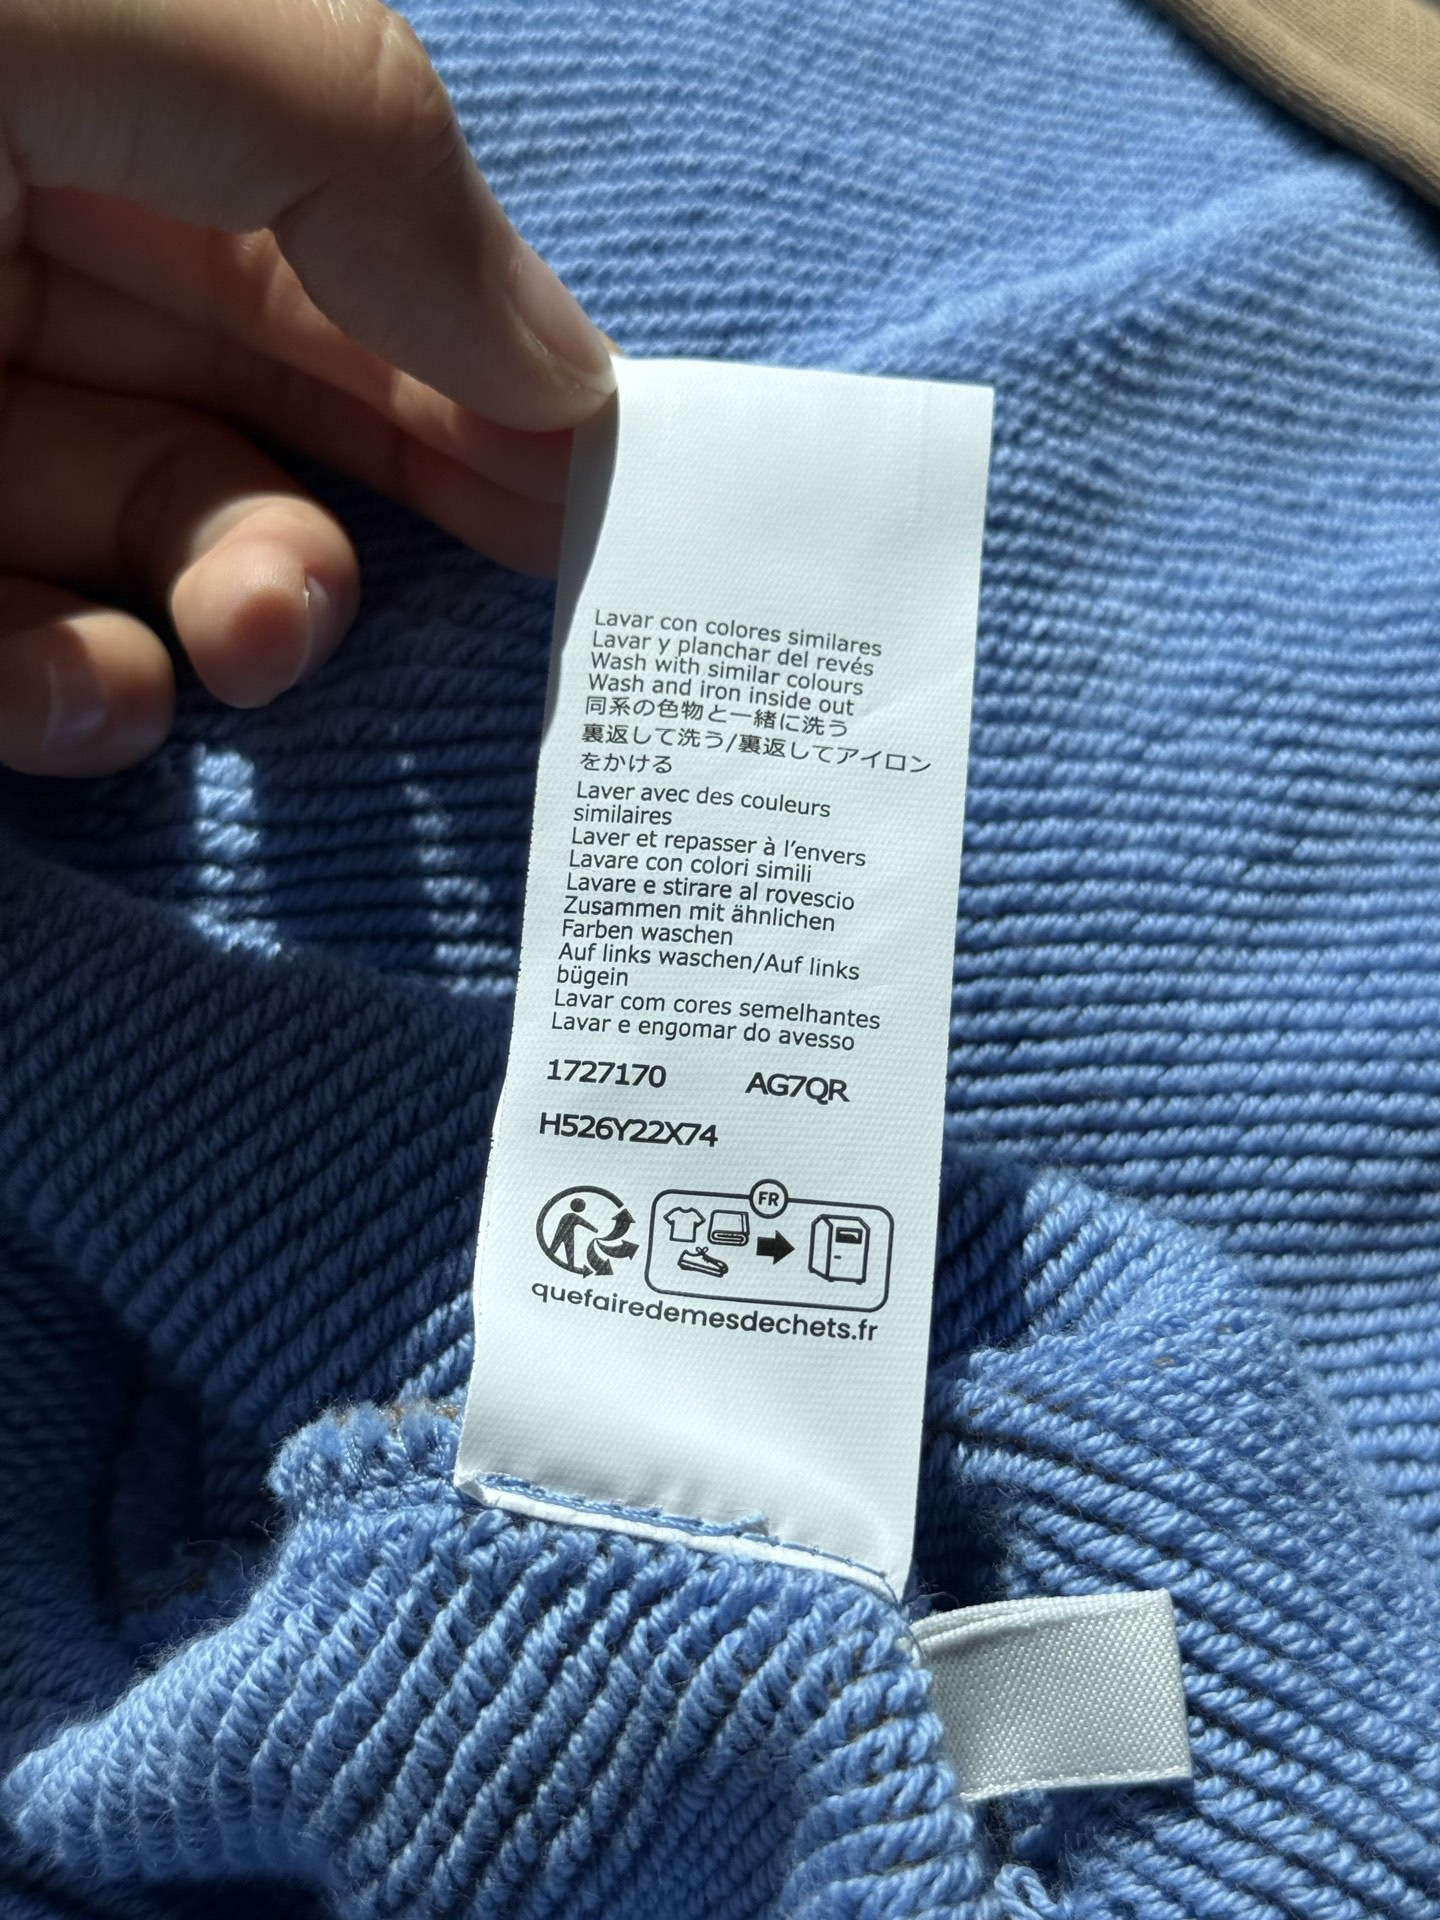 Lavar con colores similares
Lavar y planchar del revés
Wash with similar colours
Wash and iron inside out
同系の色物と一緒に洗う
裏返して洗う/裏返してアイロン
をかける
Laver avec des couleurs
similaires
Laver et repasser à l'envers
Lavare con colori simili
Lavare e stirare al rovescio
Zusammen mit ähnlichen
Farben waschen
Auf links waschen/Auf links
bügein
Lavar com cores semelhantes
Lavar e engomar do avesso
1727170 AG7QR
H526Y22X74
FR
quefairedemesdechets.fr